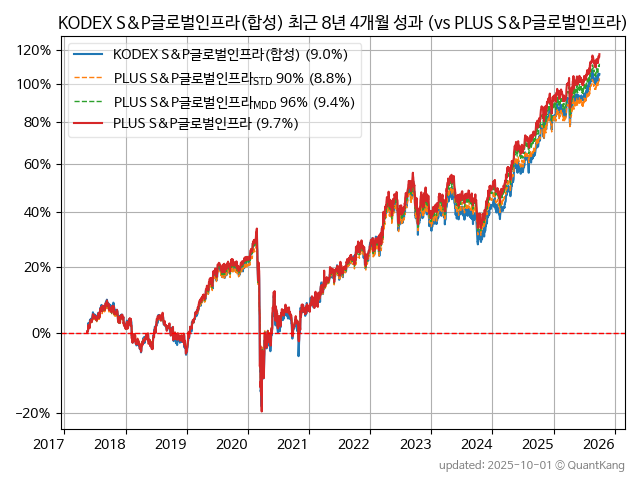 KODEX S&P글로벌인프라(합성) 최근 8년 4개월 성과 (vs PLUS S&P글로벌인프라)
120%
100%
80%
60%
40%
20%
0%
−20%
KODEX S&P글로벌인프라(합성) (9.0%)
PLUS S&P글로벌인프라STD 90% (8.8%)
PLUS S&P글로벌인프라MDD 96% (9.4%)
PLUS S&P글로벌인프라 (9.7%)
2017 2018 2019 2020 2021 2022 2023 2024 2025 2026
updated: 2025-10-01 © QuantKang